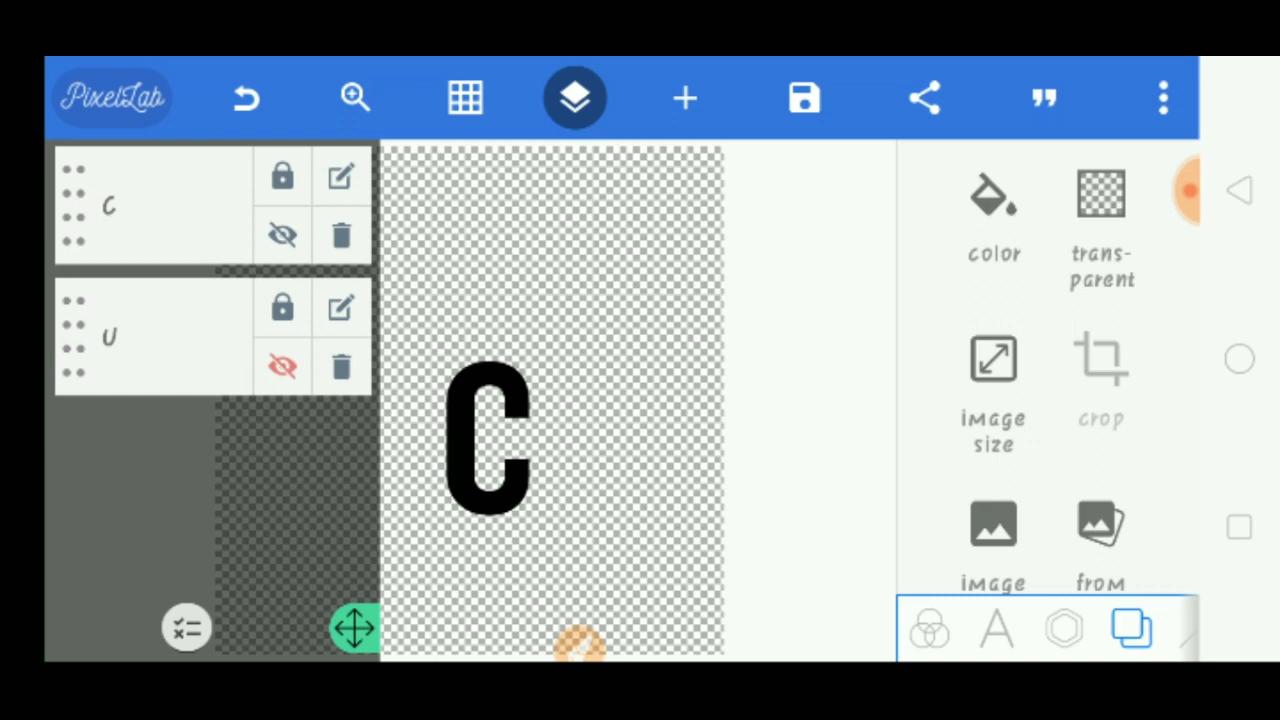 PixelLab
C
U
C
color
trans-
parent
image
size
crop
image
from